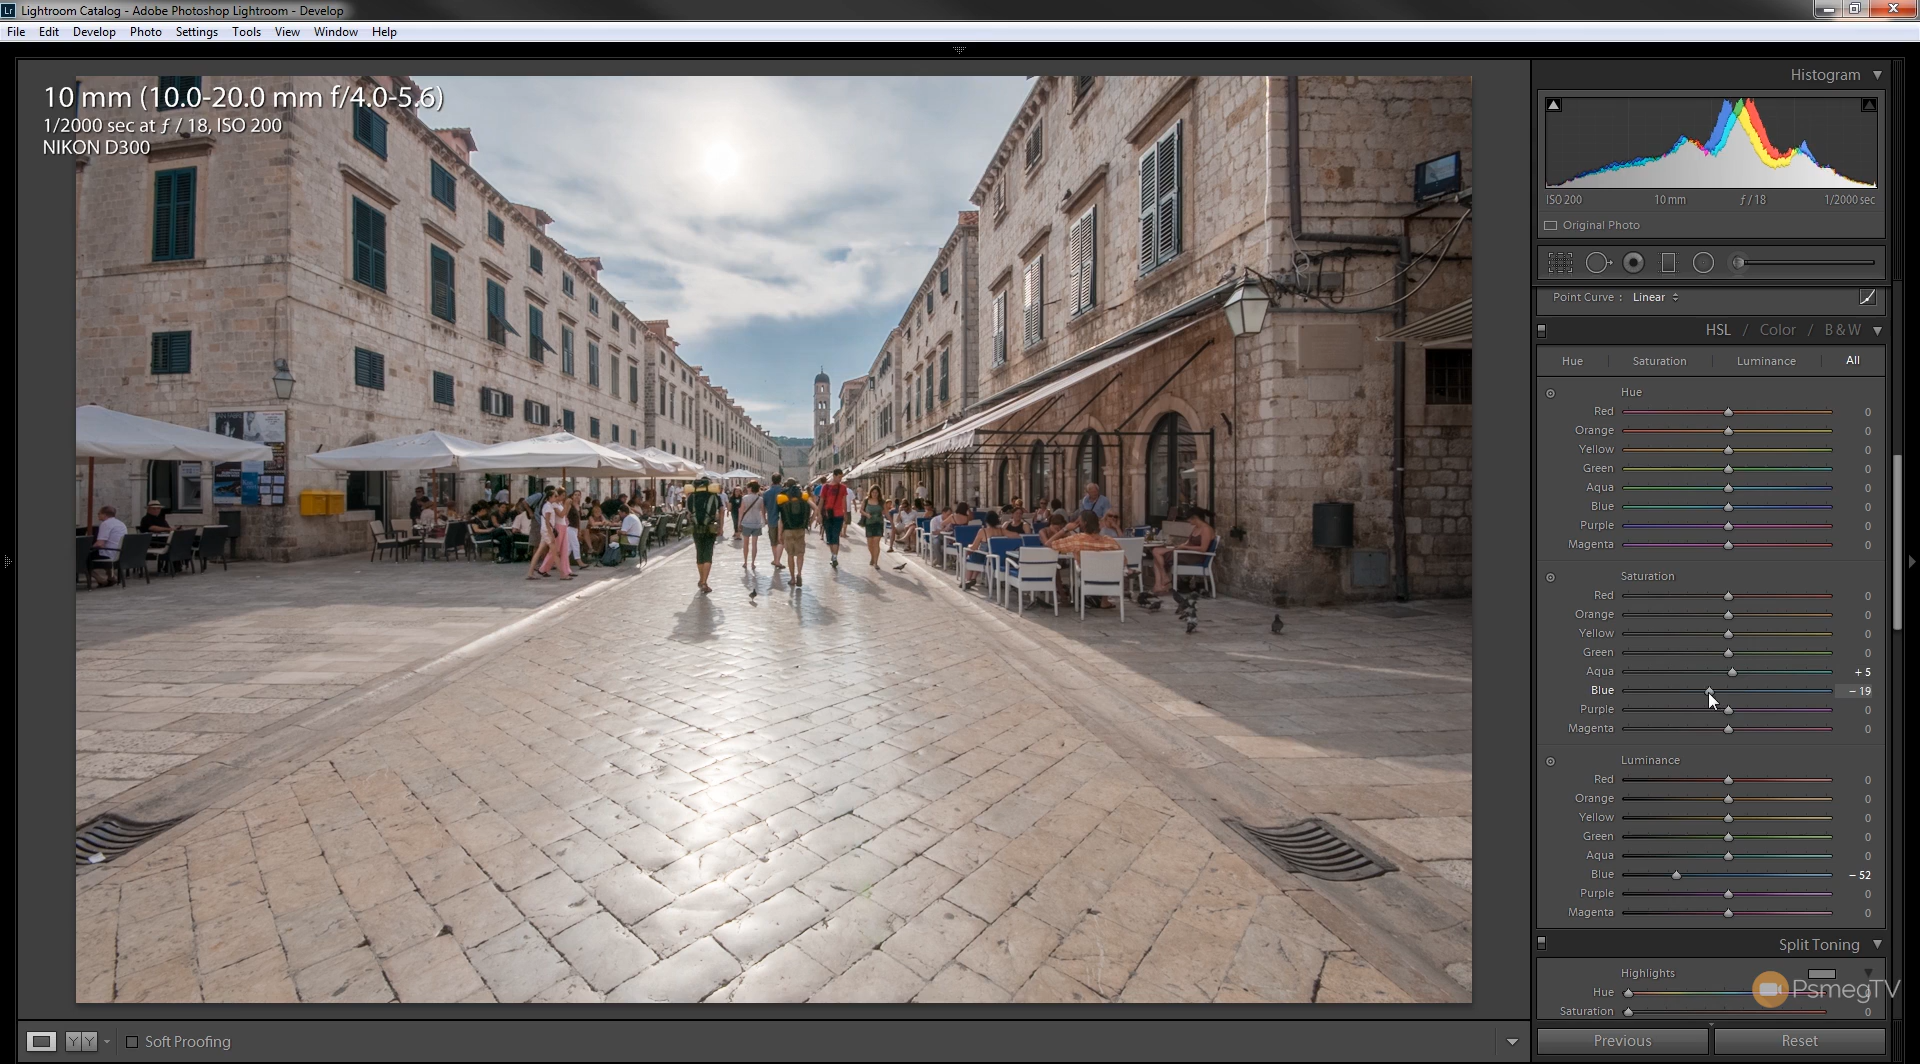 Lr Lightroom Catalog - Adobe Photoshop Lightroom - Develop
File Edit Develop Photo Settings Tools View Window Help
10 mm (10.0-20.0 mm f/4.0-5.6)
1/2000 sec at ƒ / 18, ISO 200
NIKON D300
Histogram
ISO 200 10 mm ƒ / 18 1/2000 sec
Original Photo
Point Curve : Linear
HSL / Color / B & W
Hue Saturation Luminance All
Hue
Red 0
Orange 0
Yellow 0
Green 0
Aqua 0
Blue 0
Purple 0
Magenta 0
Saturation
Red 0
Orange 0
Yellow 0
Green 0
Aqua + 5
Blue − 19
Purple 0
Magenta 0
Luminance
Red 0
Orange 0
Yellow 0
Green 0
Aqua 0
Blue − 52
Purple 0
Magenta 0
Split Toning
Highlights
Hue
Saturation 0
PsmegTV
Soft Proofing
Previous Reset